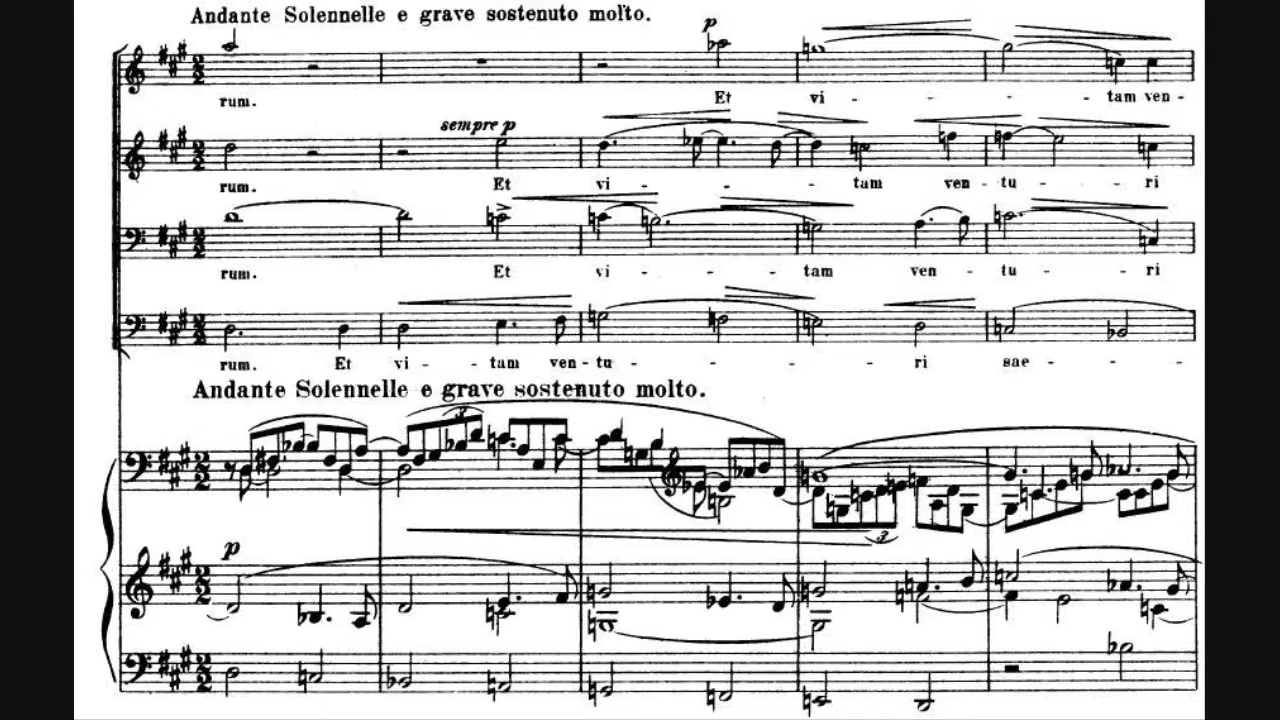 Andante Solennelle e grave sostenuto molto.
p
rum. Et vi - - - - tam ven -
sempre p
rum. Et vi - - - tam ven - tu - - ri
rum. Et vi - - - tam ven - tu - - ri
rum. Et vi - tam ven - tu - - - - - ri sae - - -
Andante Solennelle e grave sostenuto molto.
3
3
p